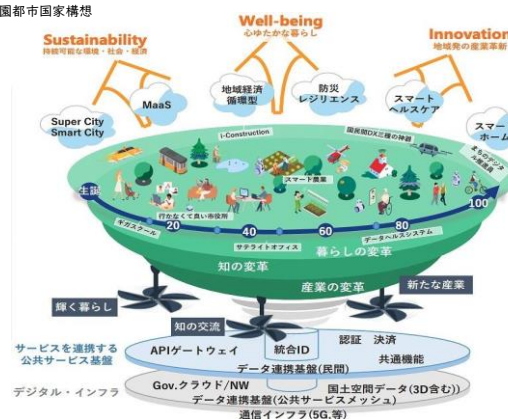 園都市国家構想
Well-being
心ゆたかな暮らし
Sustainability
持続可能な環境・社会・経済
Innovation
地域発の産業革新
Super City
Smart City
MaaS
地域経済
循環型
防災
レジリエンス
スマート
ヘルスケア
スマート
ホーム
i-Construction
国民間DX三種の神器
スマート農業
行かなくて良い市役所
生誕
20
40
60
80
100
ギガスクール
サテライトオフィス
データヘルスシステム
暮らしの変革
知の変革
産業の変革
輝く暮らし
知の交流
新たな産業
サービスを連携する
公共サービス基盤
APIゲートウェイ
統合ID
認証 決済
共通機能
データ連携基盤(民間)
デジタル・インフラ
Gov.クラウド/NW
国土空間データ(3D含む))
データ連携基盤(公共サービスメッシュ)
通信インフラ(5G,等)